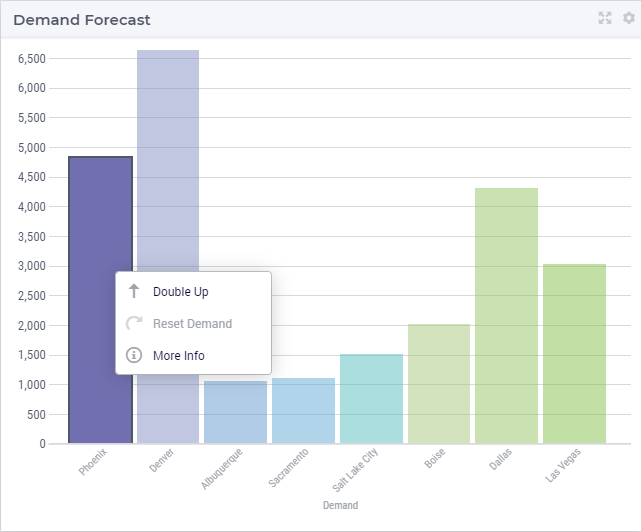 Demand Forecast
6,500
6,000
5,500
5,000
4,500
4,000
3,500
3,000
2,500
2,000
1,500
1,000
500
0
Double Up
Reset Demand
More Info
Phoenix
Denver
Albuquerque
Sacramento
Salt Lake City
Boise
Dallas
Las Vegas
Demand